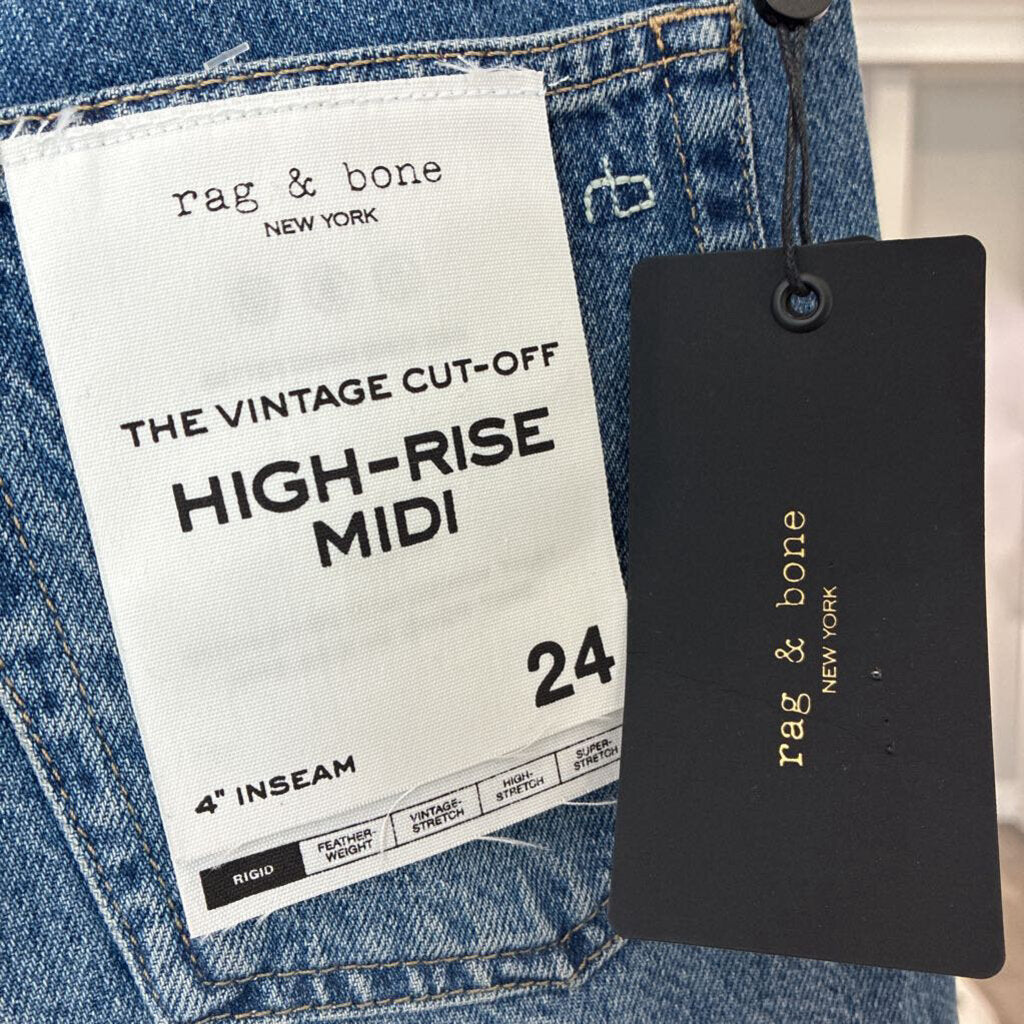 rag & bone
NEW YORK
THE VINTAGE CUT-OFF
HIGH-RISE
MIDI
24
4" INSEAM
RIGID
FEATHER-
WEIGHT
VINTAGE-
STRETCH
HIGH-
STRETCH
SUPER-
STRETCH
rb
rag & bone
NEW YORK